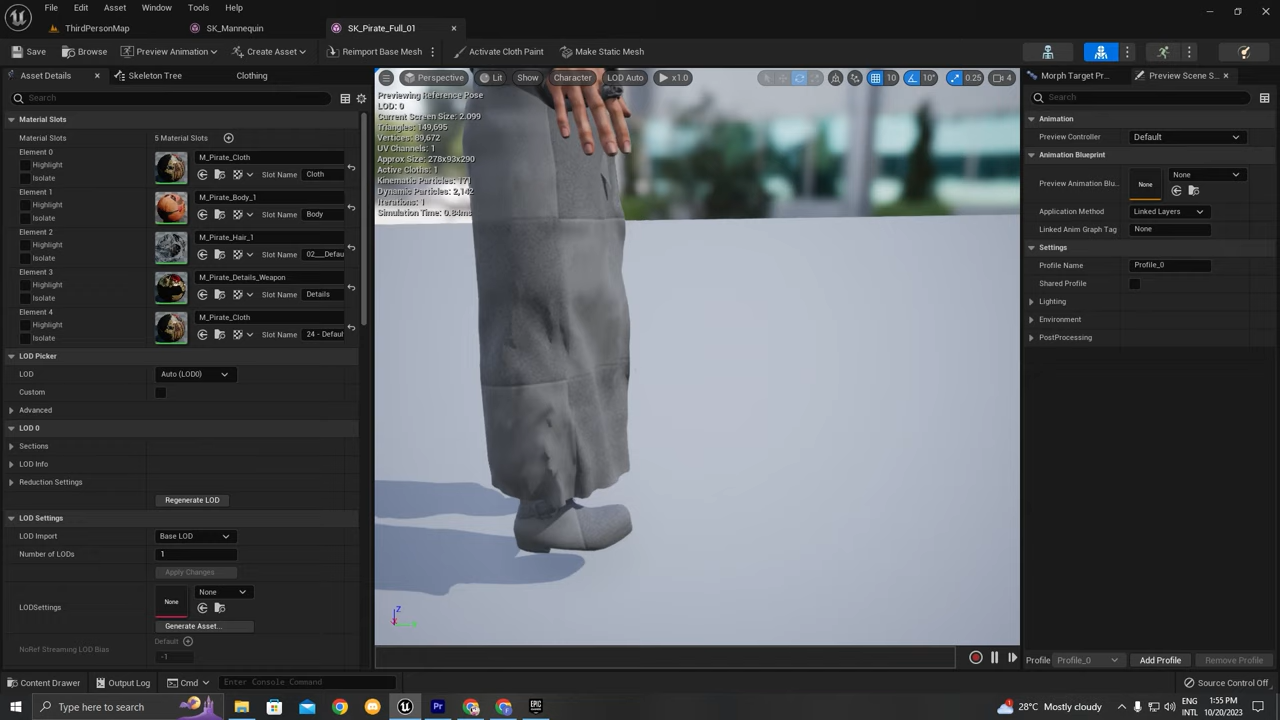 File Edit Asset Window Tools Help
ThirdPersonMap SK_Mannequin SK_Pirate_Full_01
Save Browse Preview Animation Create Asset Reimport Base Mesh Activate Cloth Paint Make Static Mesh
Asset Details Skeleton Tree Clothing
Search
Material Slots
Material Slots 5 Material Slots
Element 0
Highlight
Isolate
M_Pirate_Cloth
Slot Name Cloth
Element 1
Highlight
Isolate
M_Pirate_Body_1
Slot Name Body
Element 2
Highlight
Isolate
M_Pirate_Hair_1
Slot Name 02___Defau
Element 3
Highlight
Isolate
M_Pirate_Details_Weapon
Slot Name Details
Element 4
Highlight
Isolate
M_Pirate_Cloth
Slot Name 24 - Defaul
LOD Picker
LOD Auto (LOD0)
Custom
Advanced
LOD 0
Sections
LOD Info
Reduction Settings
Regenerate LOD
LOD Settings
LOD Import Base LOD
Number of LODs 1
Apply Changes
LODSettings None None
Generate Asset...
Default
NoRef Streaming LOD Bias
-1
Perspective Lit Show Character LOD Auto x1.0 10 10° 0.25 4
Previewing Reference Pose
LOD: 0
Current Screen Size: 2.099
Triangles: 149,695
Vertices: 89,672
UV Channels: 1
Approx Size: 278x93x290
Active Cloths: 1
Kinematic Particles: 171
Dynamic Particles: 2,142
Iterations: 1
Simulation Time: 0.84ms
Z
Morph Target Pr... Preview Scene S...
Search
Animation
Preview Controller Default
Animation Blueprint
Preview Animation Blu... None None
Application Method Linked Layers
Linked Anim Graph Tag None
Settings
Profile Name Profile_0
Shared Profile
Lighting
Environment
PostProcessing
Profile Profile_0 Add Profile Remove Profile
Content Drawer Output Log Cmd Enter Console Command Source Control Off
Type here to search
28°C Mostly cloudy
ENG
INTL
1:55 PM
10/20/2023